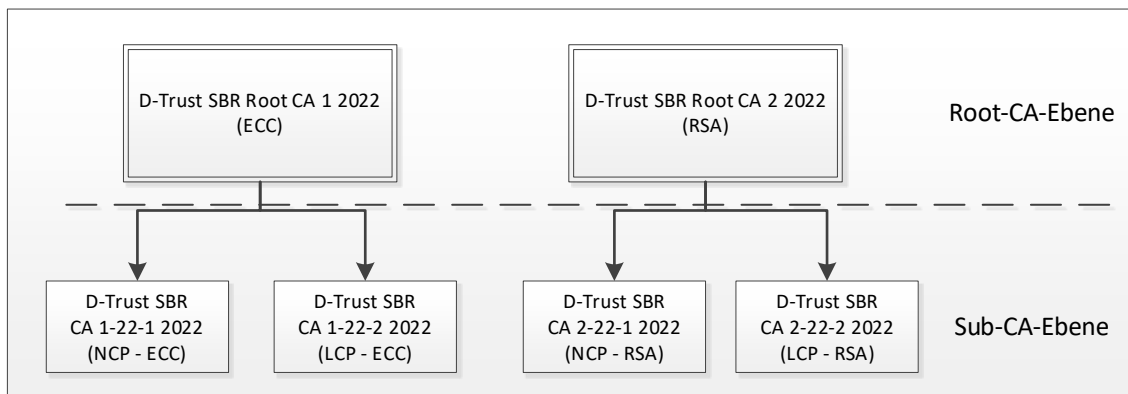 D-Trust SBR Root CA 1 2022
(ECC)
D-Trust SBR Root CA 2 2022
(RSA)
Root-CA-Ebene
D-Trust SBR
CA 1-22-1 2022
(NCP - ECC)
D-Trust SBR
CA 1-22-2 2022
(LCP - ECC)
D-Trust SBR
CA 2-22-1 2022
(NCP - RSA)
D-Trust SBR
CA 2-22-2 2022
(LCP - RSA)
Sub-CA-Ebene